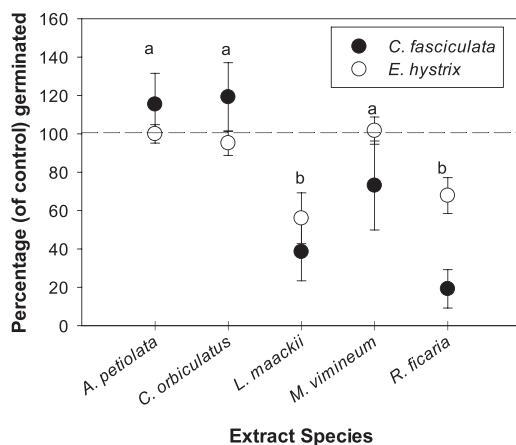 160
140
120
100
80
60
40
20
0
Percentage (of control) germinated
C. fasciculata
E. hystrix
a
a
a
b
b
A. petiolata
C. orbiculatus
L. maackii
M. vimineum
R. ficaria
Extract Species